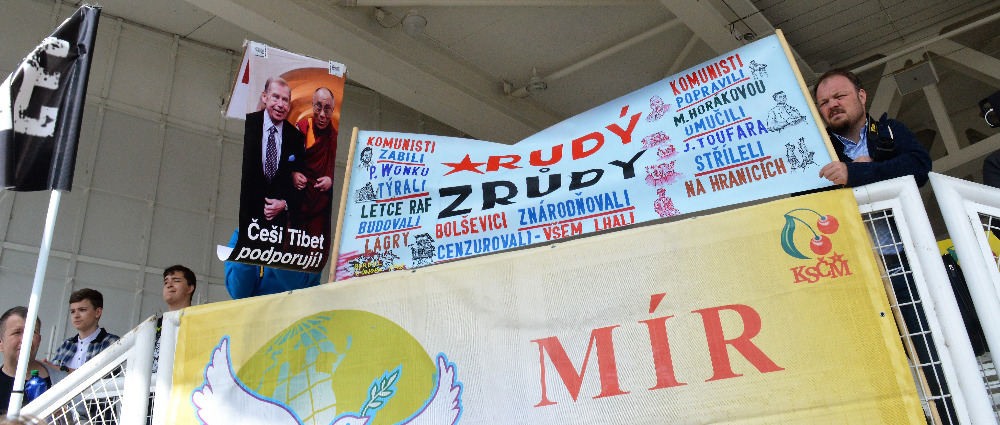 Češi Tibet
podporují!
KOMUNISTI
ZABILI
P. WONKU
TÝRALI
LETCE RAF
BUDOVALI
LÁGRY
RUDÝ
ZRŮDY
BOLŠEVICI ZNÁRODŇOVALI
CENZUROVALI - VŠEM LHALI
KOMUNISTI
POPRAVILI
M. HORÁKOVOU
UMUČILI
J. TOUFARA
STŘÍLELI
NA HRANICÍCH
KSČM
MÍR